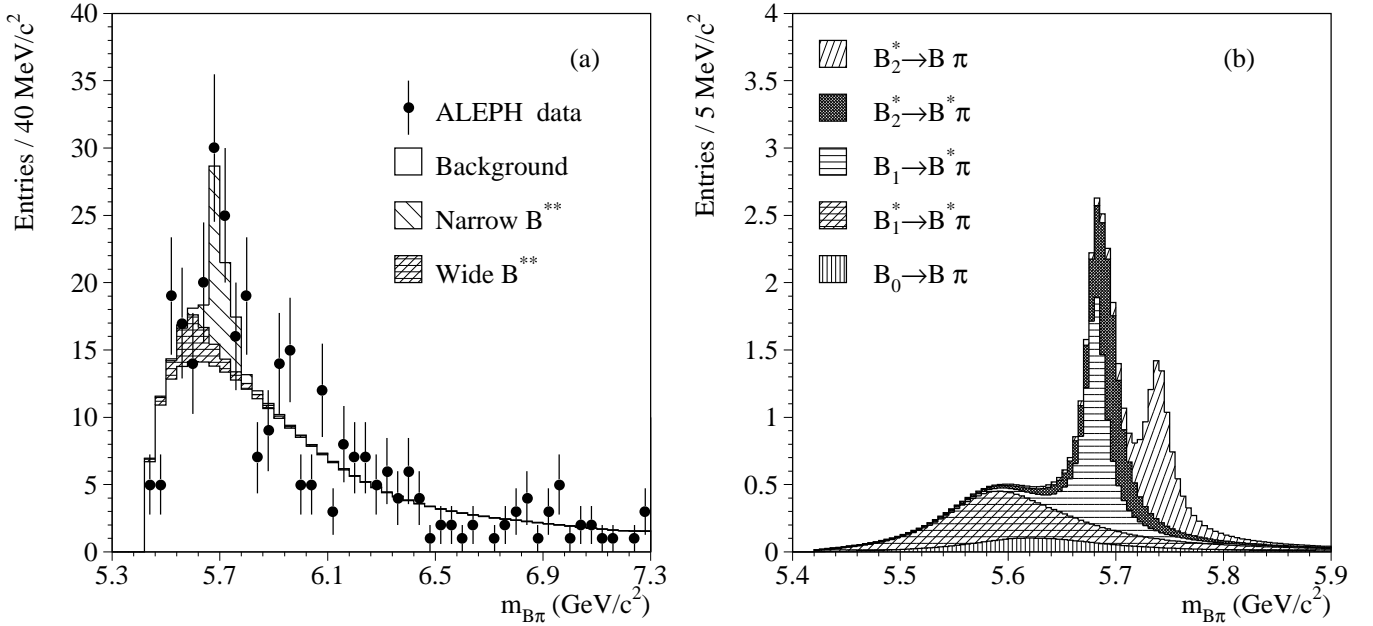 Entries / 40 MeV/c²
40
35
30
25
20
15
10
5
0
(a)
ALEPH data
Background
Narrow B**
Wide B**
5.3 5.7 6.1 6.5 6.9 7.3
m_Bπ (GeV/c²)
Entries / 5 MeV/c²
4
3.5
3
2.5
2
1.5
1
0.5
0
(b)
B₂*→B π
B₂*→B*π
B₁→B*π
B₁*→B*π
B₀→B π
5.4 5.5 5.6 5.7 5.8 5.9
m_Bπ (GeV/c²)